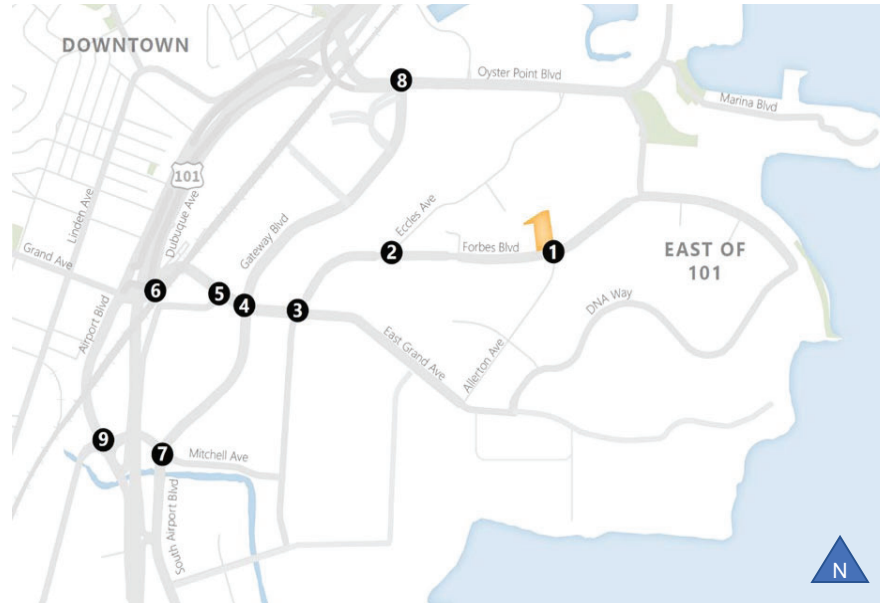 DOWNTOWN
8
Oyster Point Blvd
Marina Blvd
101
Linden Ave
Dubuque Ave
Gateway Blvd
Eccles Ave
Grand Ave
2
Forbes Blvd
1
EAST OF
101
6
5
4
3
DNA Way
Airport Blvd
East Grand Ave
Allerton Ave
9
7
Mitchell Ave
South Airport Blvd
N